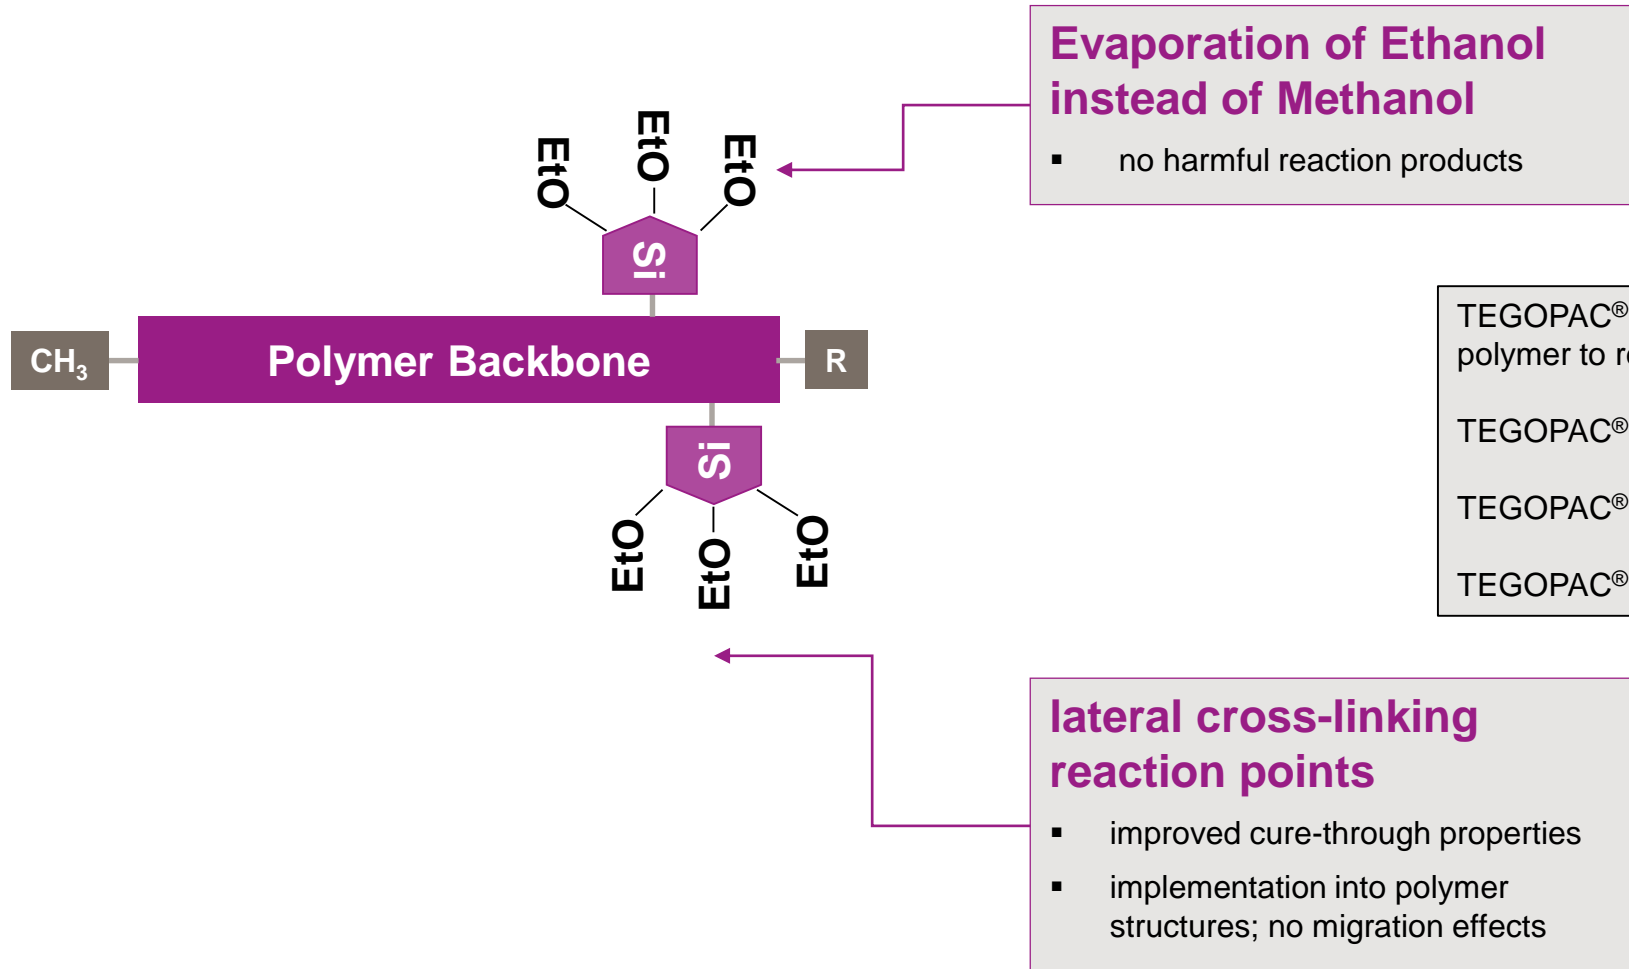 Evaporation of Ethanol
instead of Methanol
▪ no harmful reaction products
EtO
EtO
EtO
Si
CH₃
Polymer Backbone
R
Si
EtO
EtO
EtO
TEGOPAC®
polymer to
TEGOPAC®
TEGOPAC®
TEGOPAC®
lateral cross-linking
reaction points
▪ improved cure-through properties
▪ implementation into polymer
structures; no migration effects